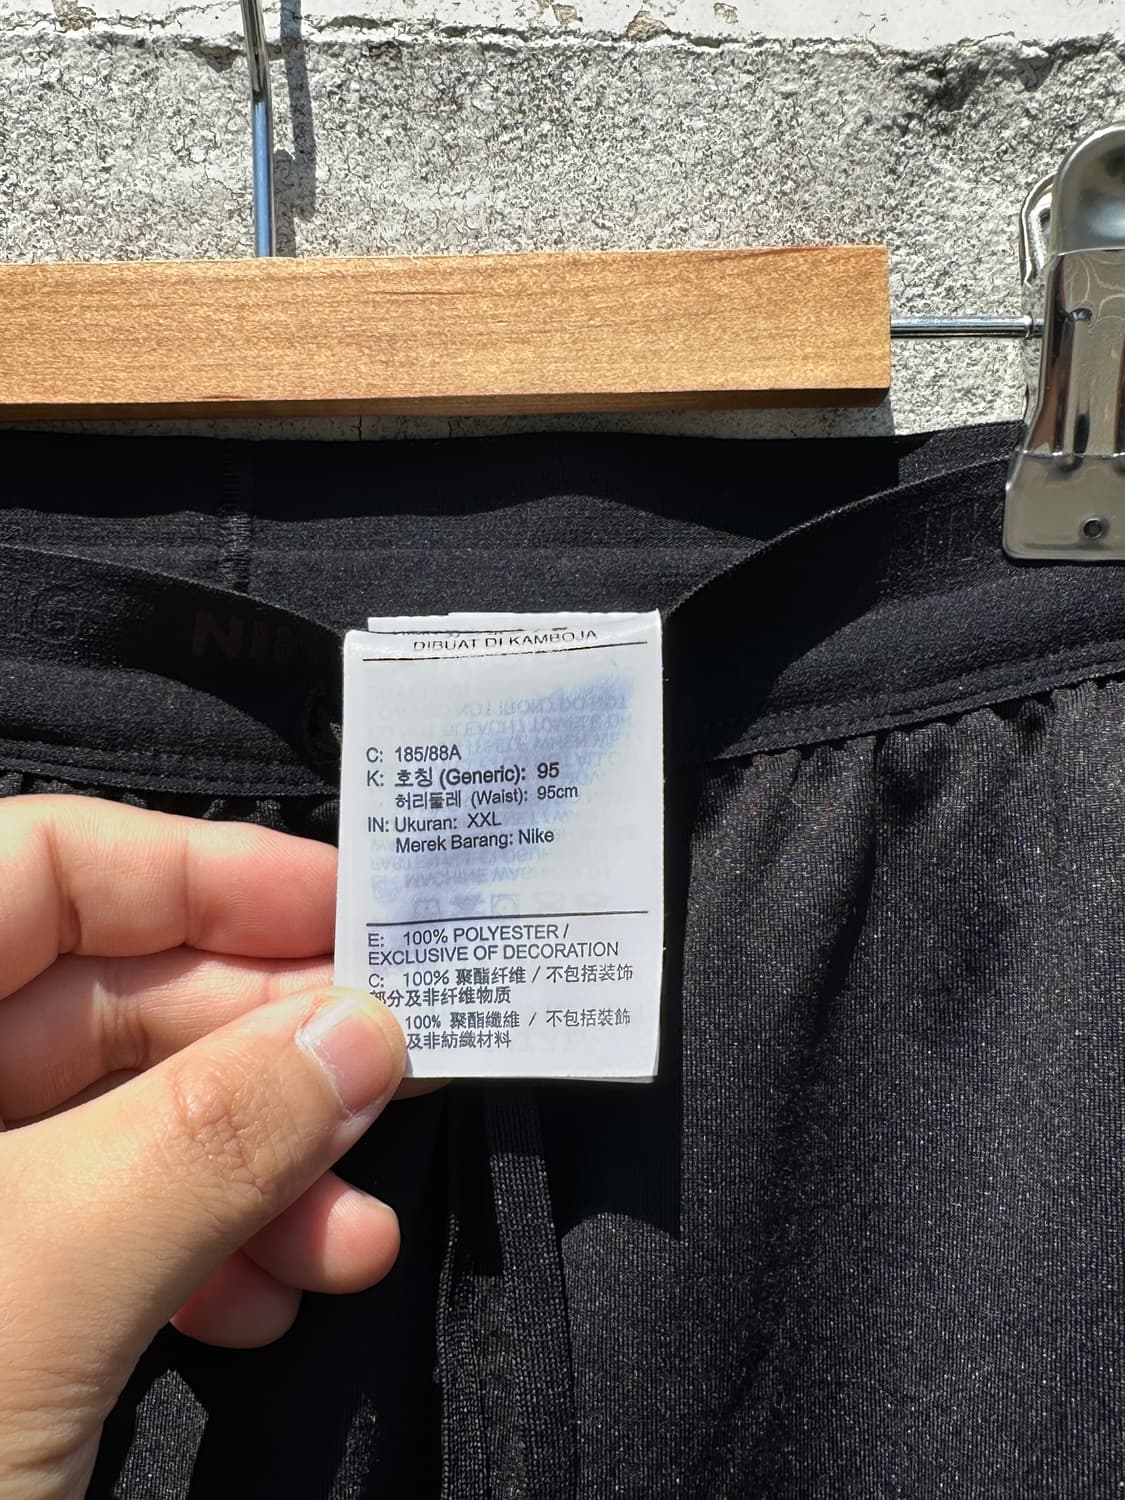 DIBUAT DI KAMBOJA
C: 185/88A
K: 호칭 (Generic): 95
허리둘레 (Waist): 95cm
IN: Ukuran: XXL
Merek Barang: Nike
E: 100% POLYESTER /
EXCLUSIVE OF DECORATION
C: 100% 聚酯纤维 / 不包括装饰
部分及非纤维物质
100% 聚酯纖維 / 不包括裝飾
及非紡織材料